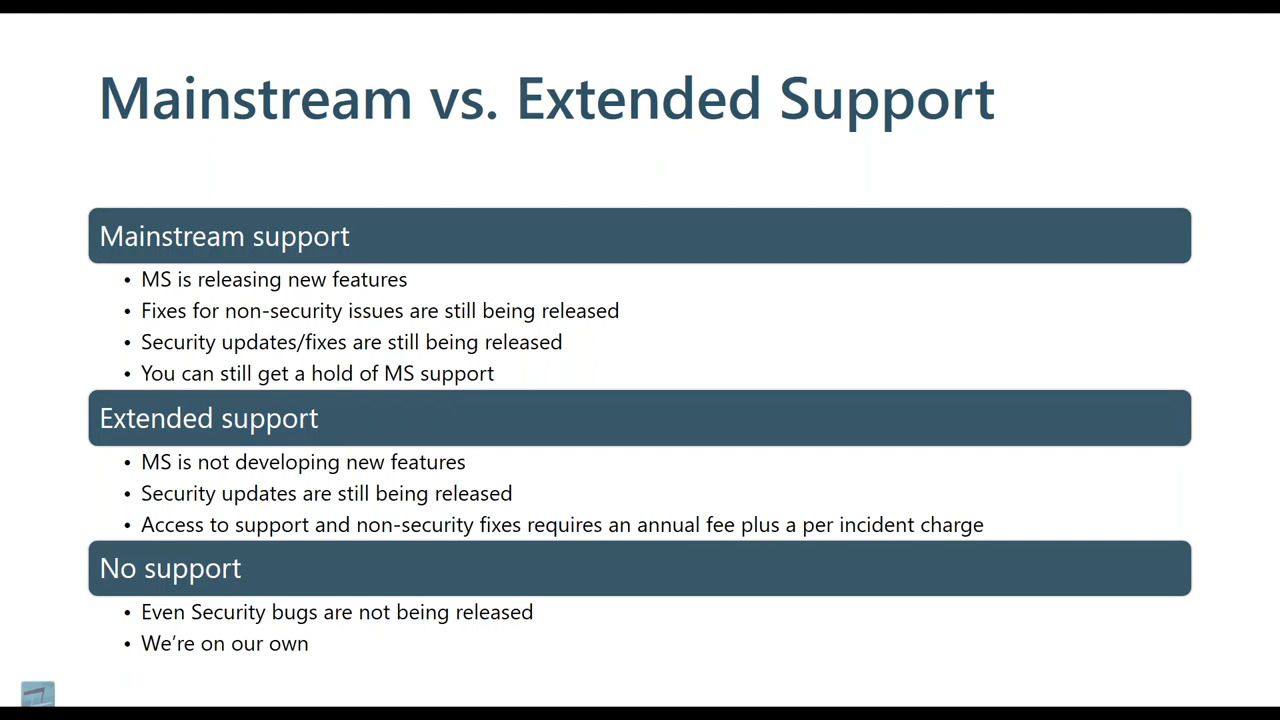 Mainstream vs. Extended Support
Mainstream support
• MS is releasing new features
• Fixes for non-security issues are still being released
• Security updates/fixes are still being released
• You can still get a hold of MS support
Extended support
• MS is not developing new features
• Security updates are still being released
• Access to support and non-security fixes requires an annual fee plus a per incident charge
No support
• Even Security bugs are not being released
• We’re on our own